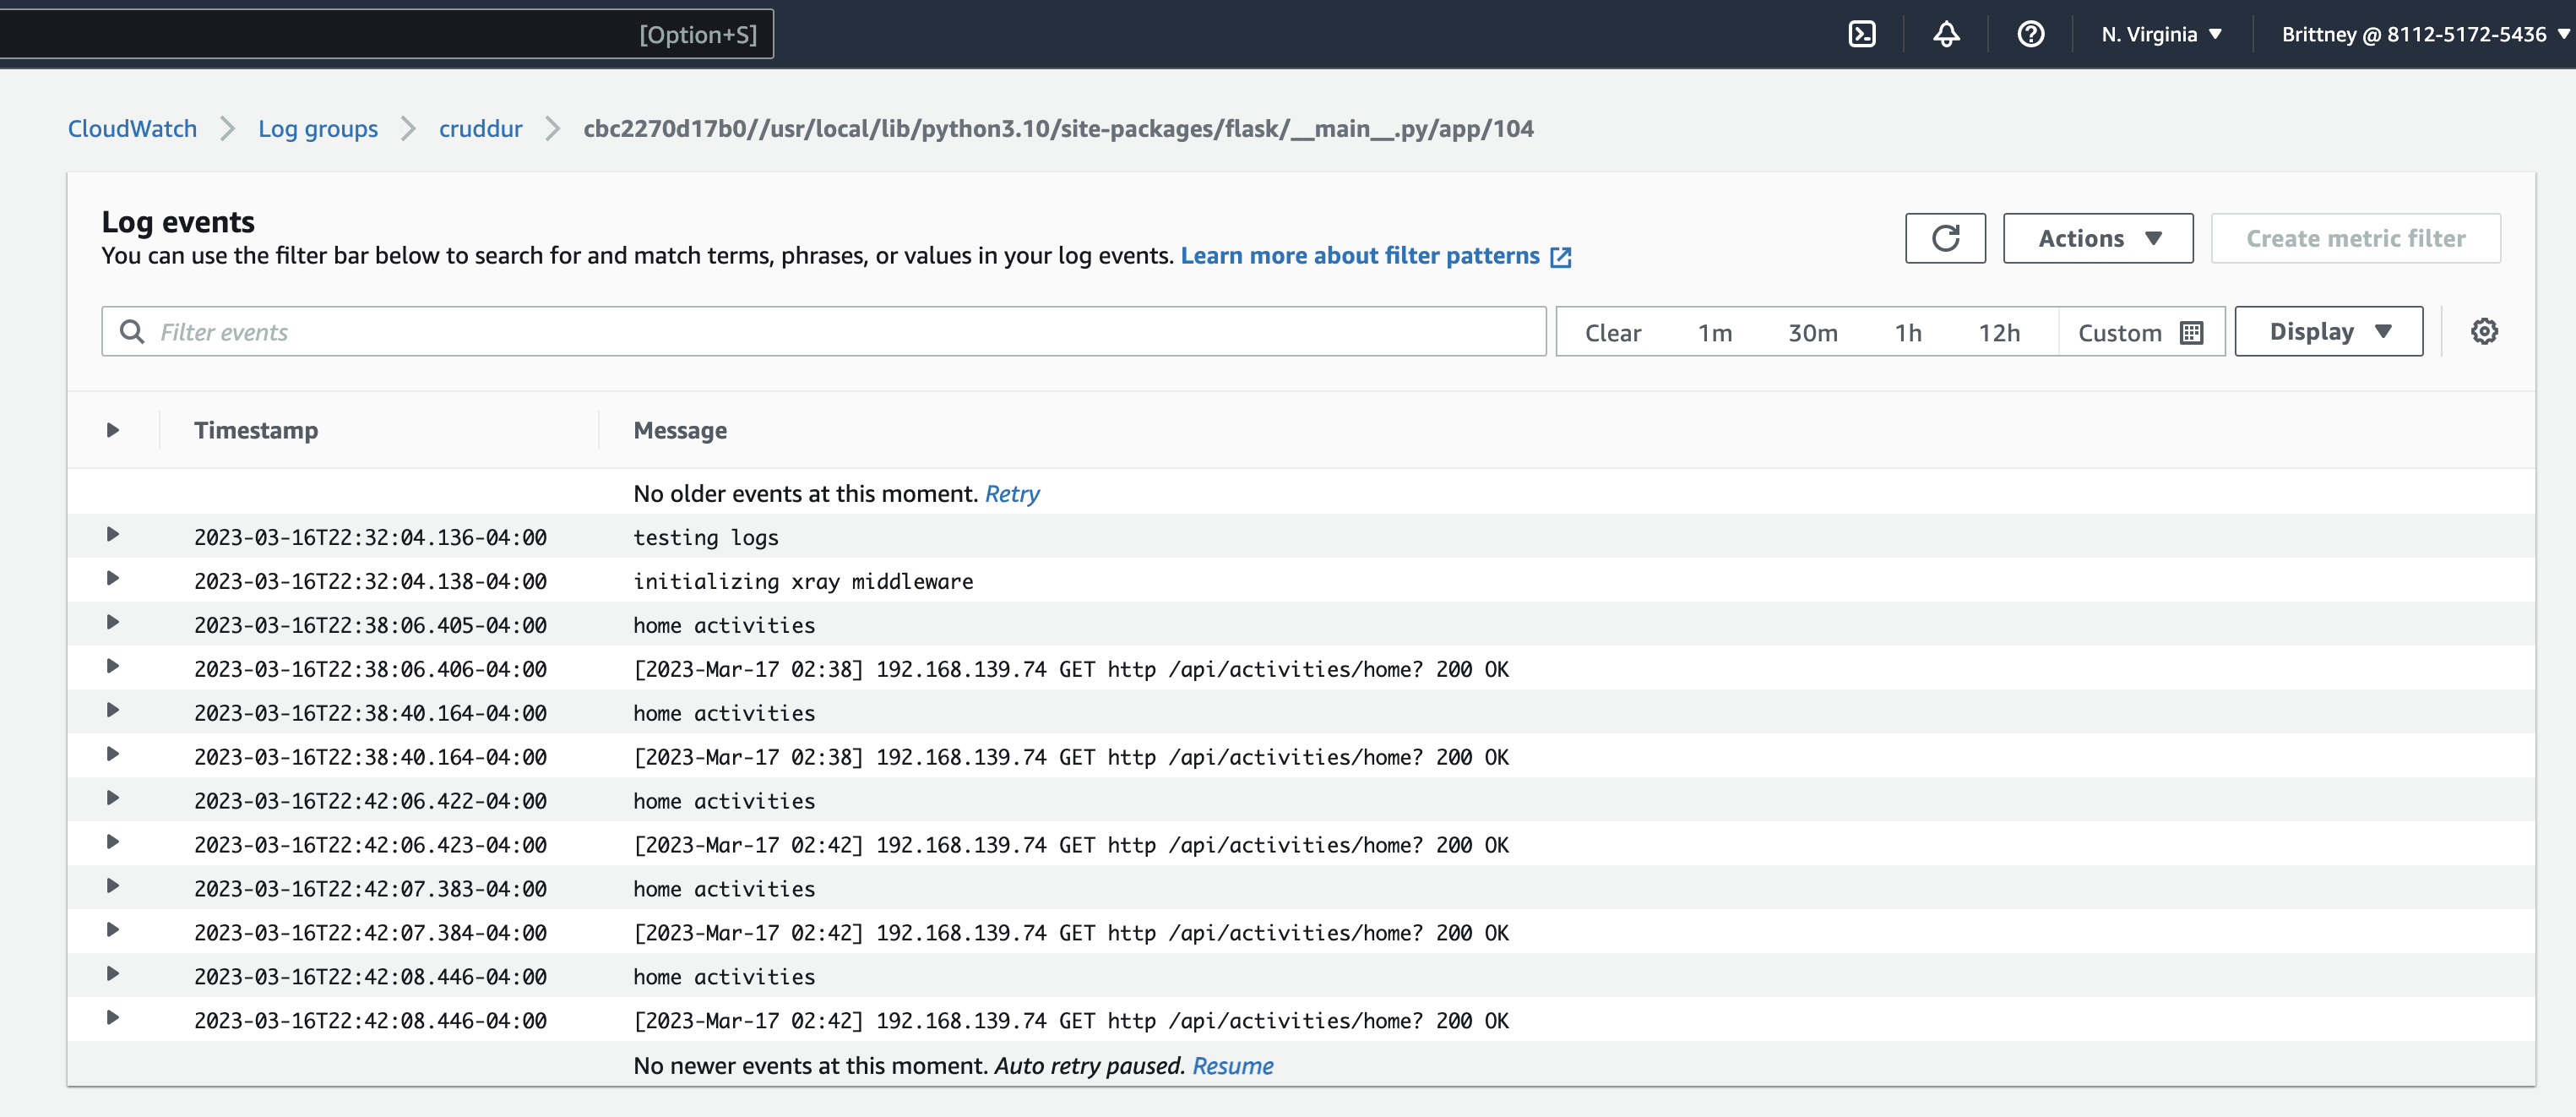 [Option+S]
N. Virginia
Brittney @ 8112-5172-5436
CloudWatch
Log groups
cruddur
cbc2270d17b0//usr/local/lib/python3.10/site-packages/flask/__main__.py/app/104
Log events
You can use the filter bar below to search for and match terms, phrases, or values in your log events. Learn more about filter patterns
Actions
Create metric filter
Filter events
Clear 1m 30m 1h 12h Custom
Display
Timestamp Message
No older events at this moment. Retry
2023-03-16T22:32:04.136-04:00 testing logs
2023-03-16T22:32:04.138-04:00 initializing xray middleware
2023-03-16T22:38:06.405-04:00 home activities
2023-03-16T22:38:06.406-04:00 [2023-Mar-17 02:38] 192.168.139.74 GET http /api/activities/home? 200 OK
2023-03-16T22:38:40.164-04:00 home activities
2023-03-16T22:38:40.164-04:00 [2023-Mar-17 02:38] 192.168.139.74 GET http /api/activities/home? 200 OK
2023-03-16T22:42:06.422-04:00 home activities
2023-03-16T22:42:06.423-04:00 [2023-Mar-17 02:42] 192.168.139.74 GET http /api/activities/home? 200 OK
2023-03-16T22:42:07.383-04:00 home activities
2023-03-16T22:42:07.384-04:00 [2023-Mar-17 02:42] 192.168.139.74 GET http /api/activities/home? 200 OK
2023-03-16T22:42:08.446-04:00 home activities
2023-03-16T22:42:08.446-04:00 [2023-Mar-17 02:42] 192.168.139.74 GET http /api/activities/home? 200 OK
No newer events at this moment. Auto retry paused. Resume